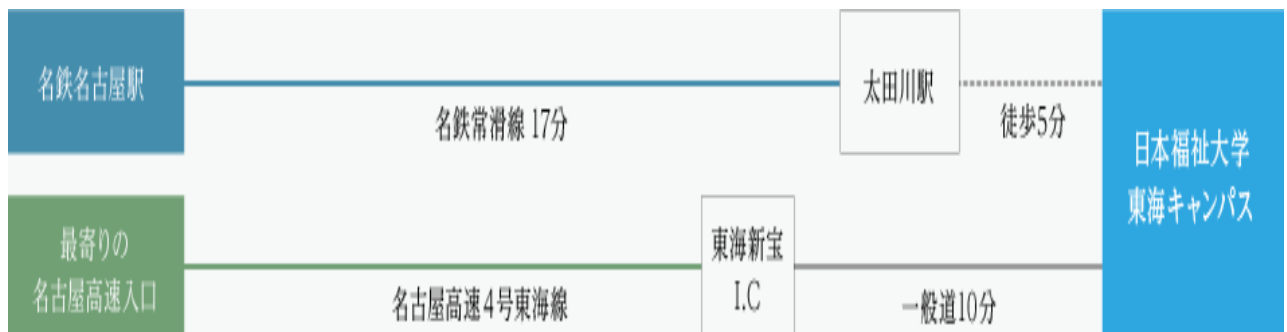 名鉄名古屋駅
名鉄常滑線 17分
太田川駅
徒歩5分
日本福祉大学
東海キャンパス
最寄りの
名古屋高速入口
名古屋高速4号東海線
東海新宝
I.C
一般道10分